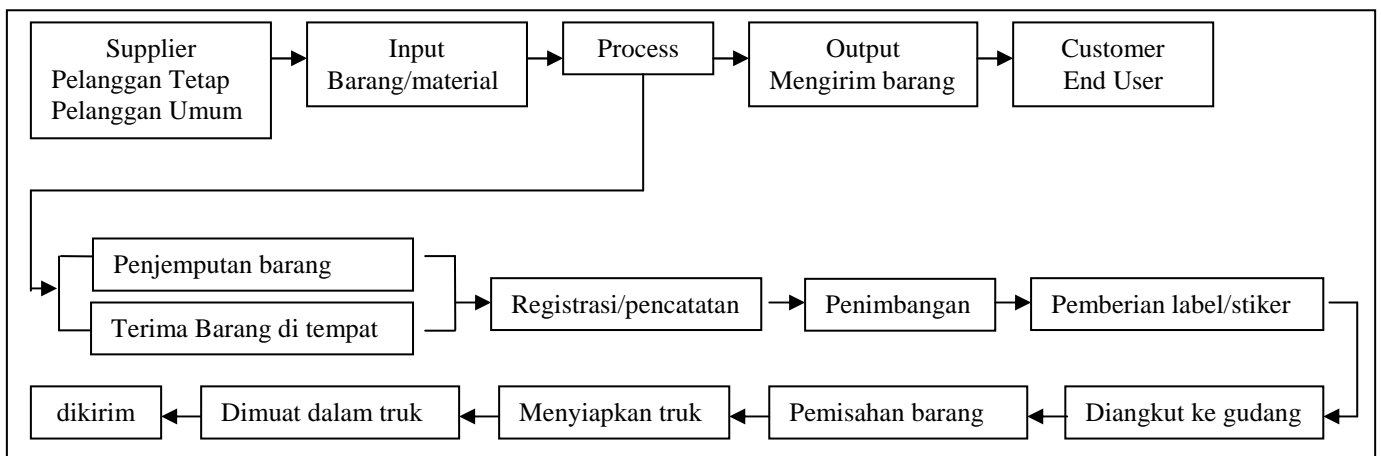 Supplier
Pelanggan Tetap
Pelanggan Umum
Input
Barang/material
Process
Output
Mengirim barang
Customer
End User
Penjemputan barang
Terima Barang di tempat
Registrasi/pencatatan
Penimbangan
Pemberian label/stiker
dikirim
Dimuat dalam truk
Menyiapkan truk
Pemisahan barang
Diangkut ke gudang